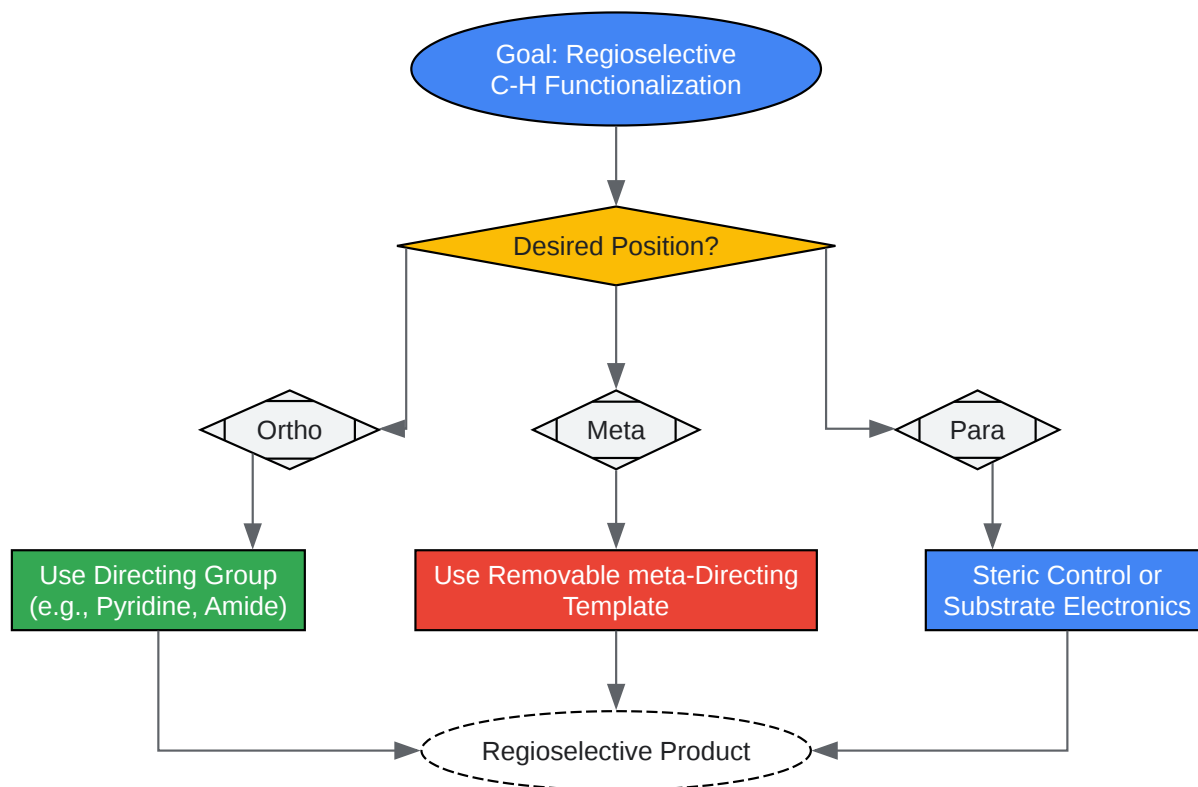 Goal: Regioselective
C-H Functionalization
Desired Position?
Ortho
Meta
Para
Use Directing Group
(e.g., Pyridine, Amide)
Use Removable meta-Directing
Template
Steric Control or
Substrate Electronics
Regioselective Product